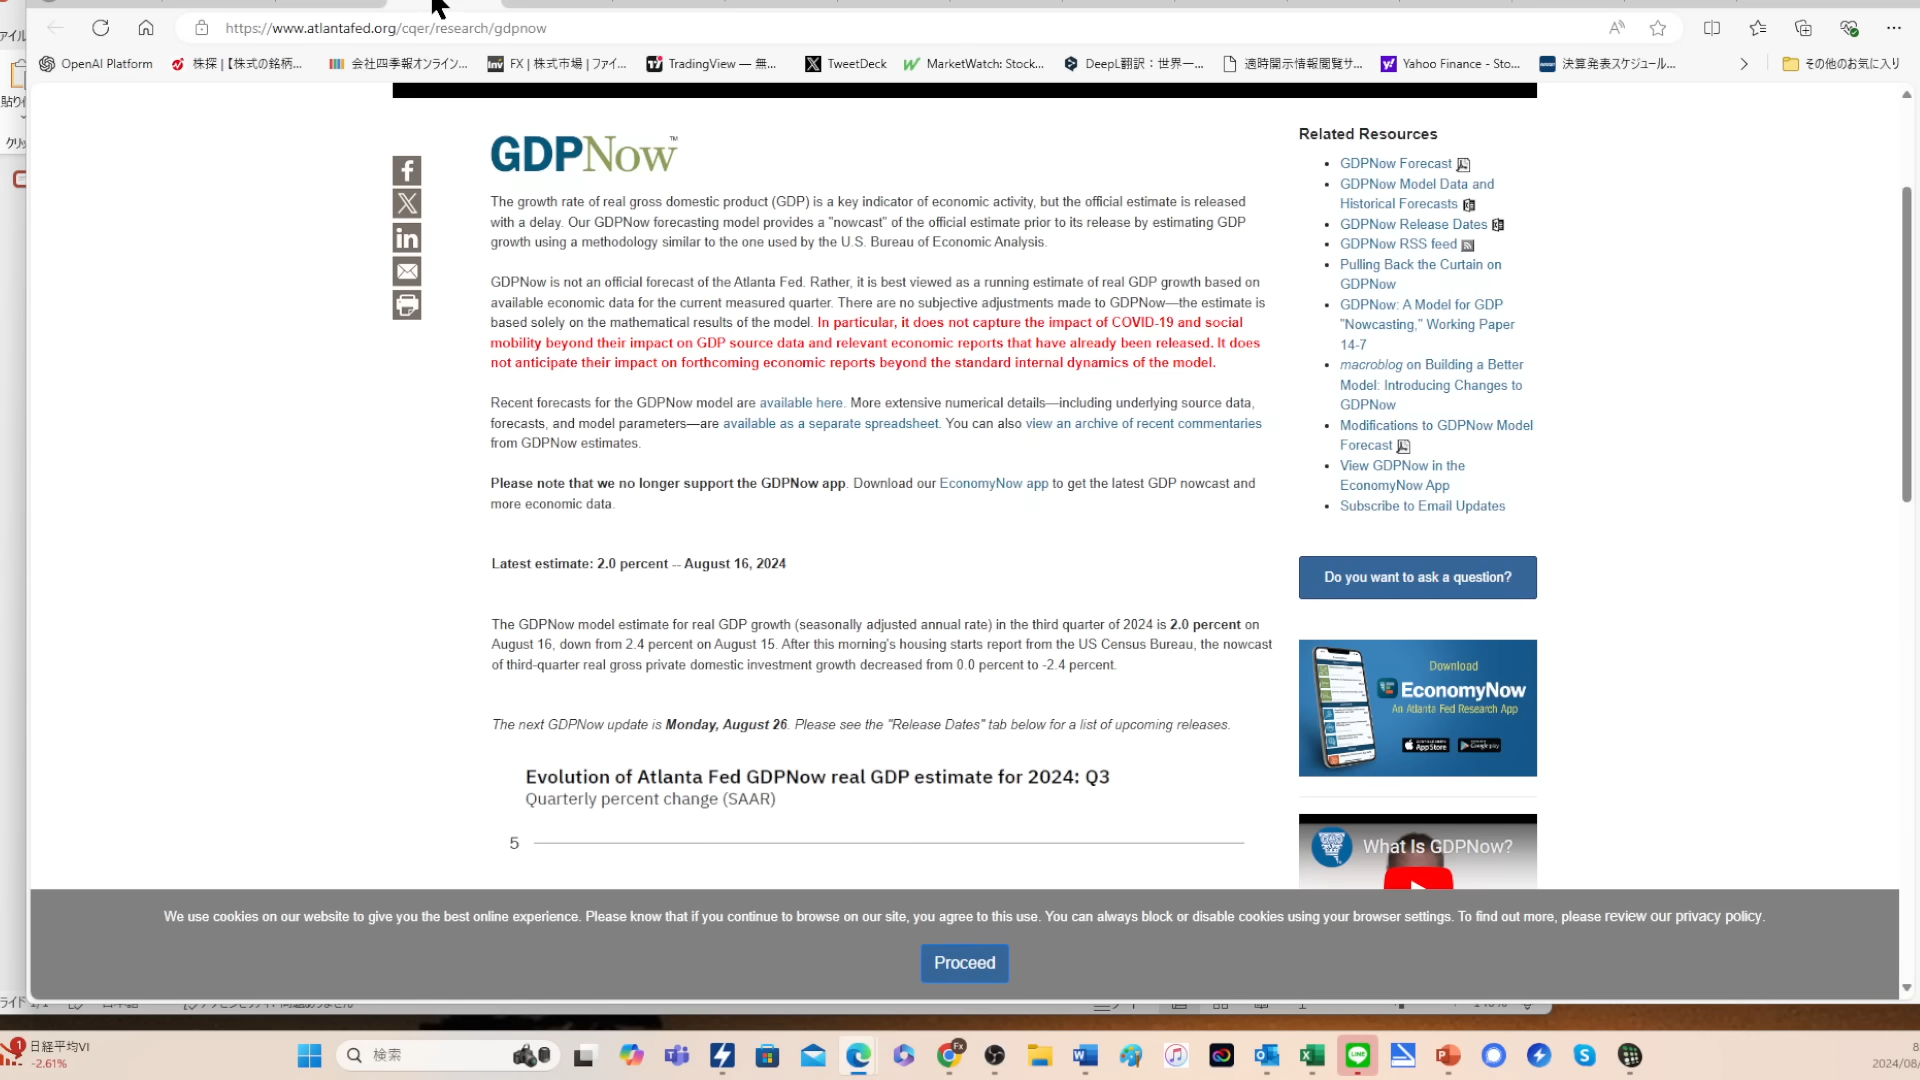 https://www.atlantafed.org/cqer/research/gdpnow
OpenAI Platform 株探 | 【株式の銘柄... 会社四季報オンライン... FX | 株式市場 | ファイ... TradingView — 無... TweetDeck MarketWatch: Stock... DeepL翻訳：世界一... 適時開示情報閲覧サ... Yahoo Finance - Sto... 決算発表スケジュール... その他のお気に入り
GDPNow™
The growth rate of real gross domestic product (GDP) is a key indicator of economic activity, but the official estimate is released
with a delay. Our GDPNow forecasting model provides a "nowcast" of the official estimate prior to its release by estimating GDP
growth using a methodology similar to the one used by the U.S. Bureau of Economic Analysis.
GDPNow is not an official forecast of the Atlanta Fed. Rather, it is best viewed as a running estimate of real GDP growth based on
available economic data for the current measured quarter. There are no subjective adjustments made to GDPNow—the estimate is
based solely on the mathematical results of the model. In particular, it does not capture the impact of COVID-19 and social
mobility beyond their impact on GDP source data and relevant economic reports that have already been released. It does
not anticipate their impact on forthcoming economic reports beyond the standard internal dynamics of the model.
Recent forecasts for the GDPNow model are available here. More extensive numerical details—including underlying source data,
forecasts, and model parameters—are available as a separate spreadsheet. You can also view an archive of recent commentaries
from GDPNow estimates.
Please note that we no longer support the GDPNow app. Download our EconomyNow app to get the latest GDP nowcast and
more economic data.
Latest estimate: 2.0 percent -- August 16, 2024
The GDPNow model estimate for real GDP growth (seasonally adjusted annual rate) in the third quarter of 2024 is 2.0 percent on
August 16, down from 2.4 percent on August 15. After this morning's housing starts report from the US Census Bureau, the nowcast
of third-quarter real gross private domestic investment growth decreased from 0.0 percent to -2.4 percent.
The next GDPNow update is Monday, August 26. Please see the "Release Dates" tab below for a list of upcoming releases.
Evolution of Atlanta Fed GDPNow real GDP estimate for 2024: Q3
Quarterly percent change (SAAR)
5
Related Resources
GDPNow Forecast
GDPNow Model Data and
Historical Forecasts
GDPNow Release Dates
GDPNow RSS feed
Pulling Back the Curtain on
GDPNow
GDPNow: A Model for GDP
"Nowcasting," Working Paper
14-7
macroblog on Building a Better
Model: Introducing Changes to
GDPNow
Modifications to GDPNow Model
Forecast
View GDPNow in the
EconomyNow App
Subscribe to Email Updates
Do you want to ask a question?
Download
EconomyNow
An Atlanta Fed Research App
App Store Google play
What Is GDPNow?
We use cookies on our website to give you the best online experience. Please know that if you continue to browse on our site, you agree to this use. You can always block or disable cookies using your browser settings. To find out more, please review our privacy policy.
Proceed
1
日経平均VI
-2.61%
検索
Fx
LINE